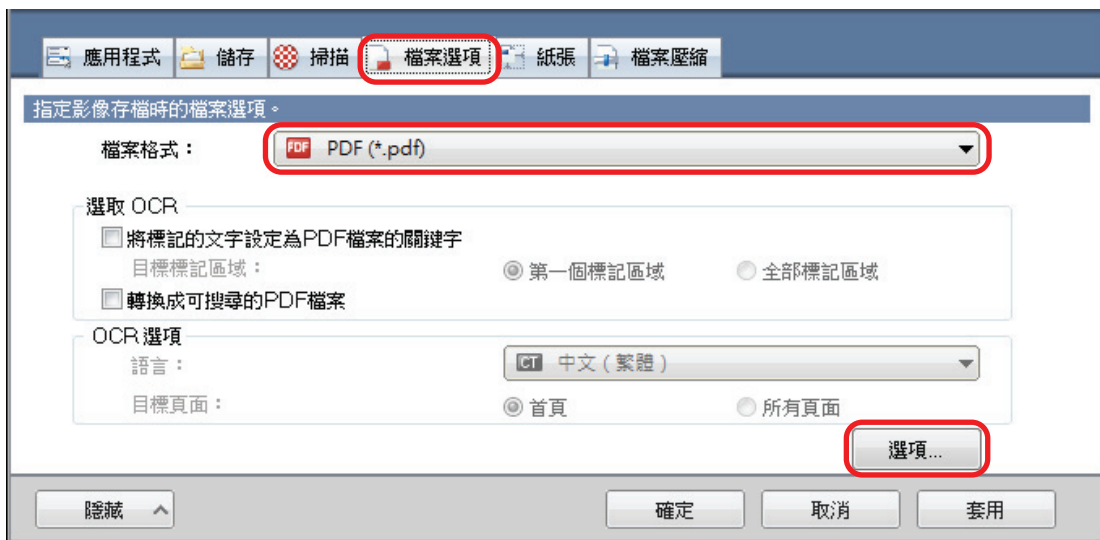 應用程式 儲存 掃描 檔案選項 紙張 檔案壓縮
指定影像存檔時的檔案選項。
檔案格式： PDF PDF (*.pdf)
選取 OCR
將標記的文字設定為PDF檔案的關鍵字
目標標記區域： 第一個標記區域 全部標記區域
轉換成可搜尋的PDF檔案
OCR 選項
語言： CT 中文 ( 繁體 )
目標頁面： 首頁 所有頁面
選項...
隱藏 確定 取消 套用